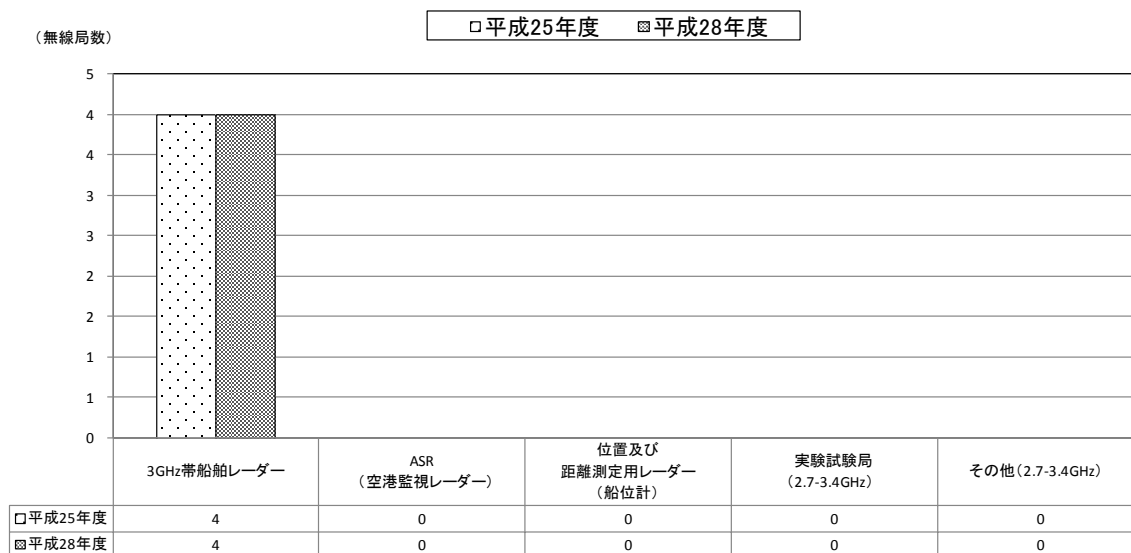 □平成25年度 ▩平成28年度
（無線局数）
5
4
4
3
3
2
2
1
1
0
3GHz帯船舶レーダー
ASR
（空港監視レーダー）
位置及び
距離測定用レーダー
（船位計）
実験試験局
（2.7-3.4GHz）
その他（2.7-3.4GHz）
□平成25年度 4 0 0 0 0
▩平成28年度 4 0 0 0 0